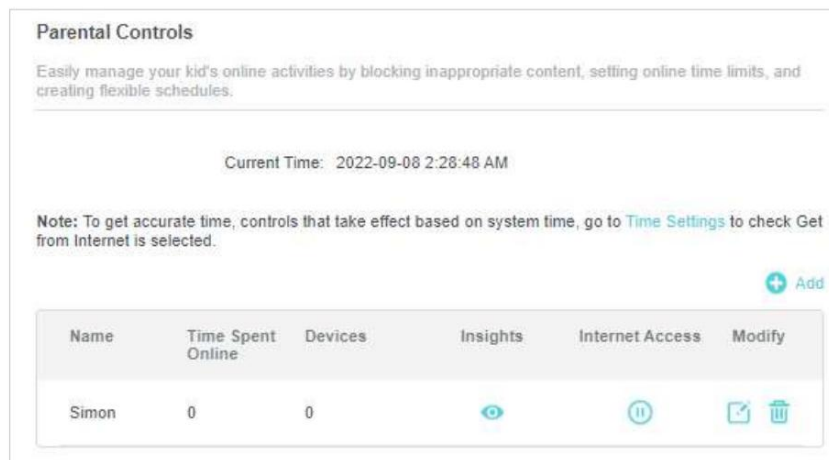 Parental Controls
Easily manage your kid's online activities by blocking inappropriate content, setting online time limits, and
creating flexible schedules.
Current Time: 2022-09-08 2:28:48 AM
Note: To get accurate time, controls that take effect based on system time, go to Time Settings to check Get
from Internet is selected.
Add
Name Time Spent Online Devices Insights Internet Access Modify
Simon 0 0